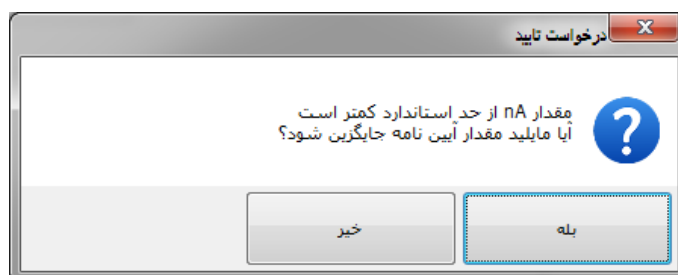 درخواست تایید
مقدار nA از حد استاندارد کمتر است
آیا مایلید مقدار آیین نامه جایگزین شود؟
بله
خیر